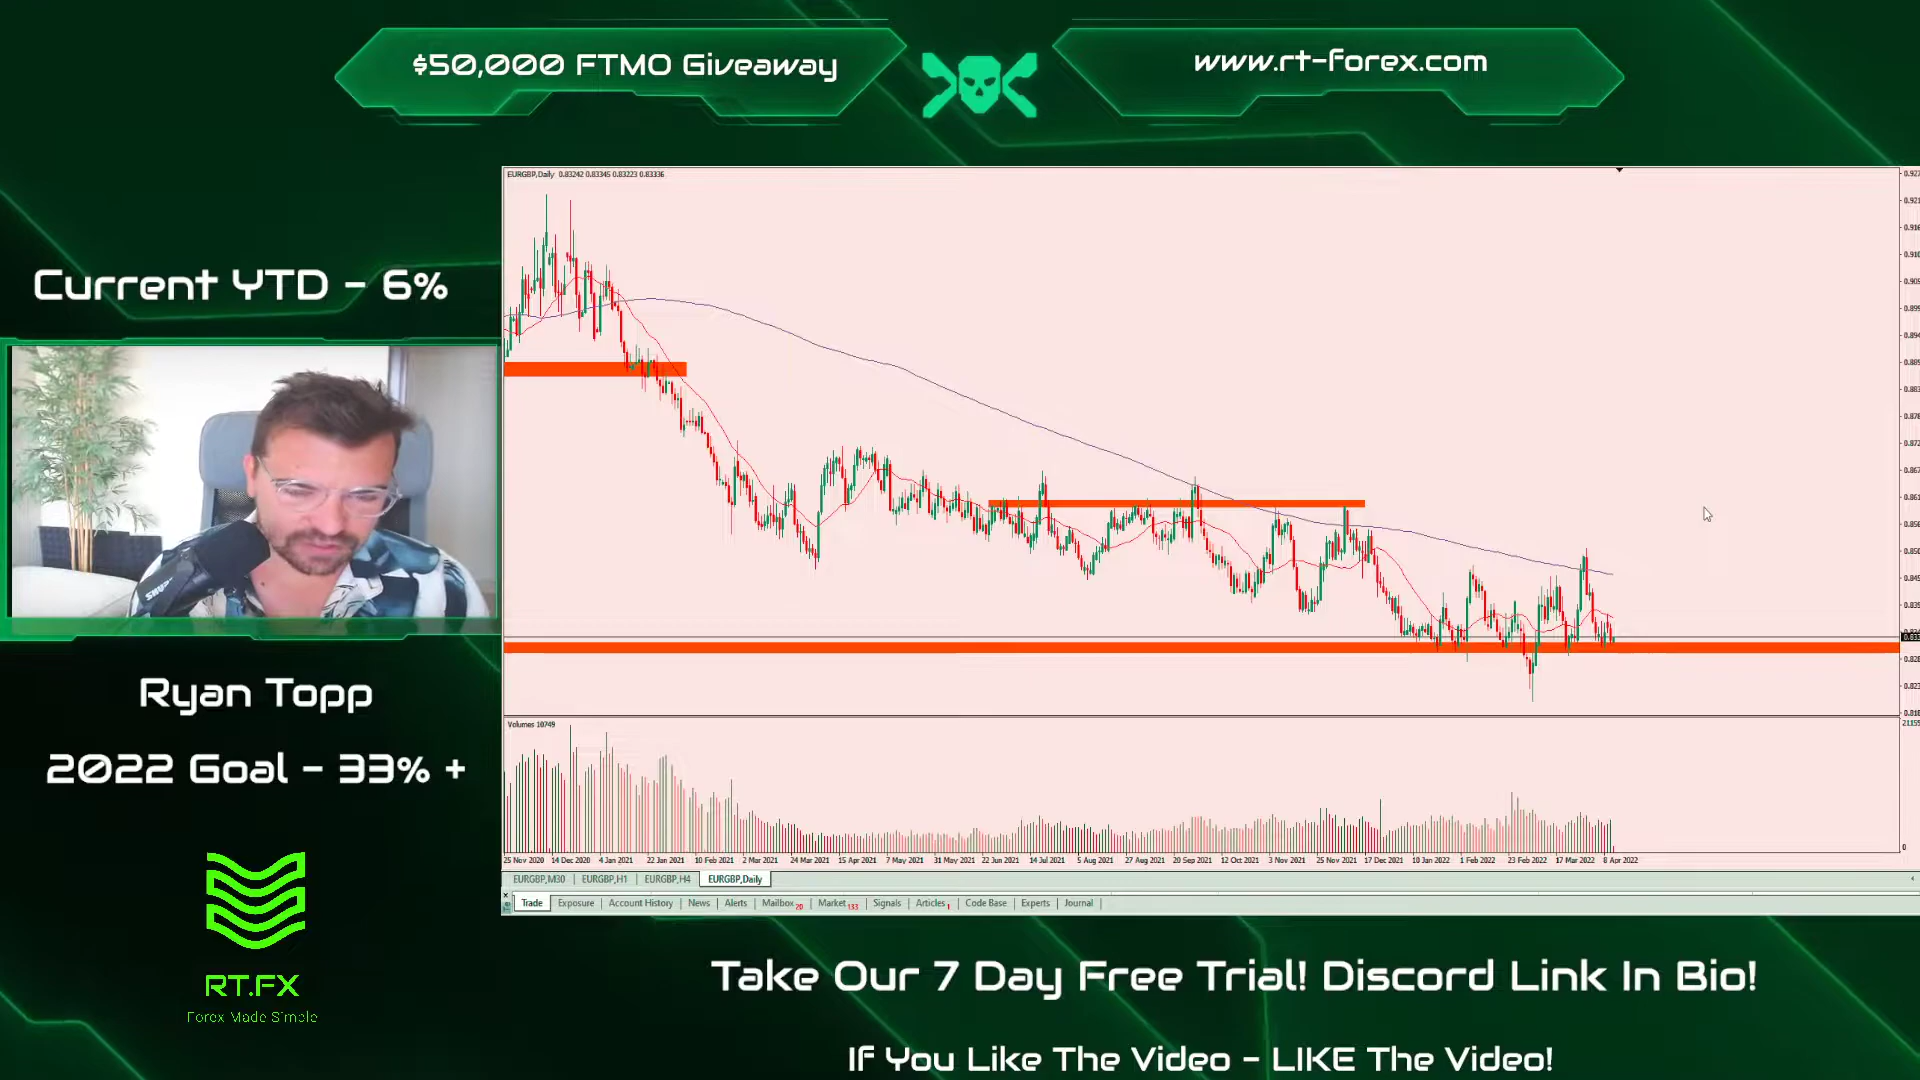 $50,000 FTMO Giveaway
www.rt-forex.com
Current YTD - 6%
EURGBP,Daily 0.83242 0.83345 0.83223 0.83336
Ryan Topp
2022 Goal - 33% +
Volumes 10749
25 Nov 2020 14 Dec 2020 4 Jan 2021 22 Jan 2021 10 Feb 2021 2 Mar 2021 24 Mar 2021 15 Apr 2021 7 May 2021 31 May 2021 22 Jun 2021 14 Jul 2021 5 Aug 2021 27 Aug 2021 20 Sep 2021 12 Oct 2021 3 Nov 2021 25 Nov 2021 17 Dec 2021 10 Jan 2022 1 Feb 2022 23 Feb 2022 17 Mar 2022 8 Apr 2022
EURGBP,M30 EURGBP,H1 EURGBP,H4 EURGBP,Daily
Trade Exposure Account History News Alerts Mailbox 20 Market 133 Signals Articles 1 Code Base Experts Journal
RT.FX
Forex Made Simple
Take Our 7 Day Free Trial! Discord Link In Bio!
If You Like The Video - LIKE The Video!
SHURE